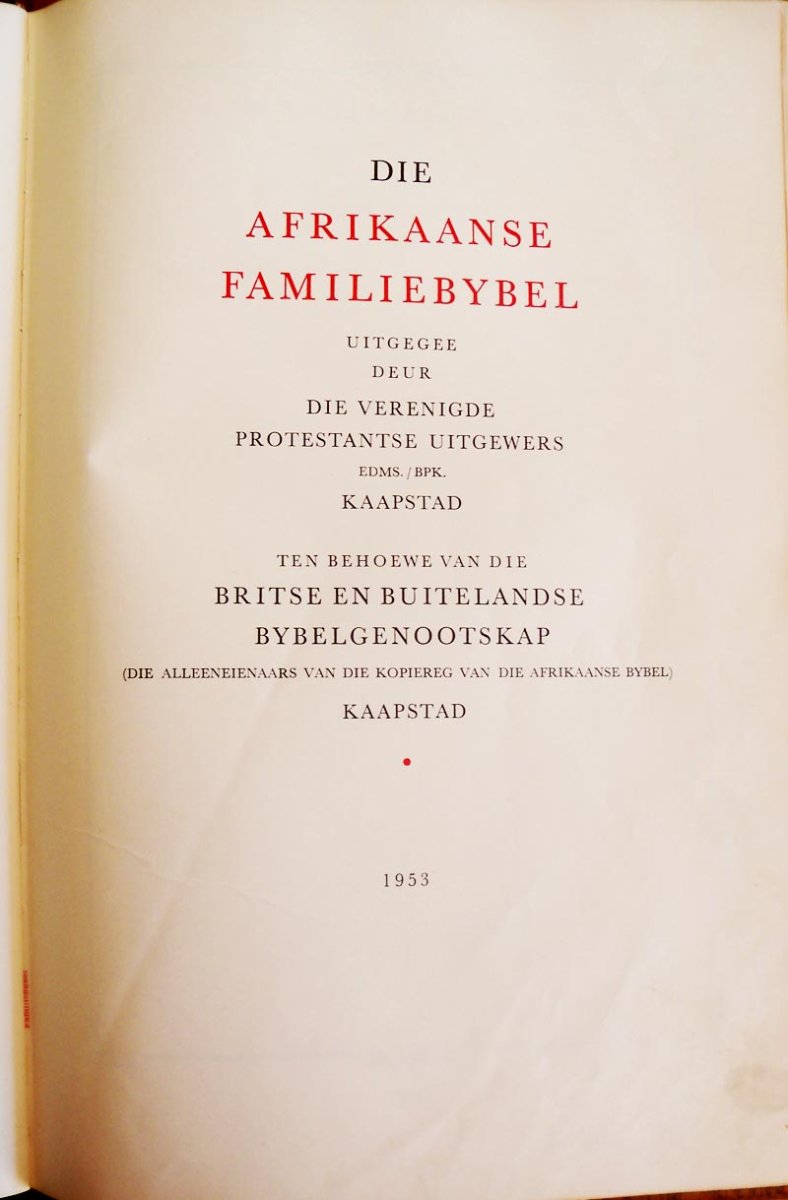 DIE
AFRIKAANSE
FAMILIEBYBEL
UITGEGEE
DEUR
DIE VERENIGDE
PROTESTANTSE UITGEWERS
EDMS./BPK.
KAAPSTAD
TEN BEHOEWE VAN DIE
BRITSE EN BUITELANDSE
BYBELGENOOTSKAP
(DIE ALLEENEIENAARS VAN DIE KOPIEREG VAN DIE AFRIKAANSE BYBEL)
KAAPSTAD
1953